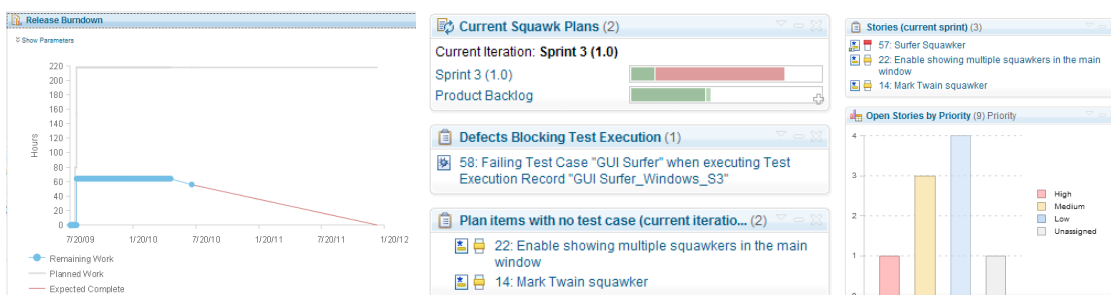 Release Burndown
Show Parameters
220
200
180
160
140
120
100
80
60
40
20
0
Hours
7/20/09
1/20/10
7/20/10
1/20/11
7/20/11
1/20/12
Remaining Work
Planned Work
Expected Complete
Current Squawk Plans (2)
Current Iteration: Sprint 3 (1.0)
Sprint 3 (1.0)
Product Backlog
Defects Blocking Test Execution (1)
58: Failing Test Case "GUI Surfer" when executing Test
Execution Record "GUI Surfer_Windows_S3"
Plan items with no test case (current iteratio... (2)
22: Enable showing multiple squawkers in the main
window
14: Mark Twain squawker
Stories (current sprint) (3)
57: Surfer Squawker
22: Enable showing multiple squawkers in the main
window
14: Mark Twain squawker
Open Stories by Priority (9) Priority
4
3
2
1
0
High
Medium
Low
Unassigned